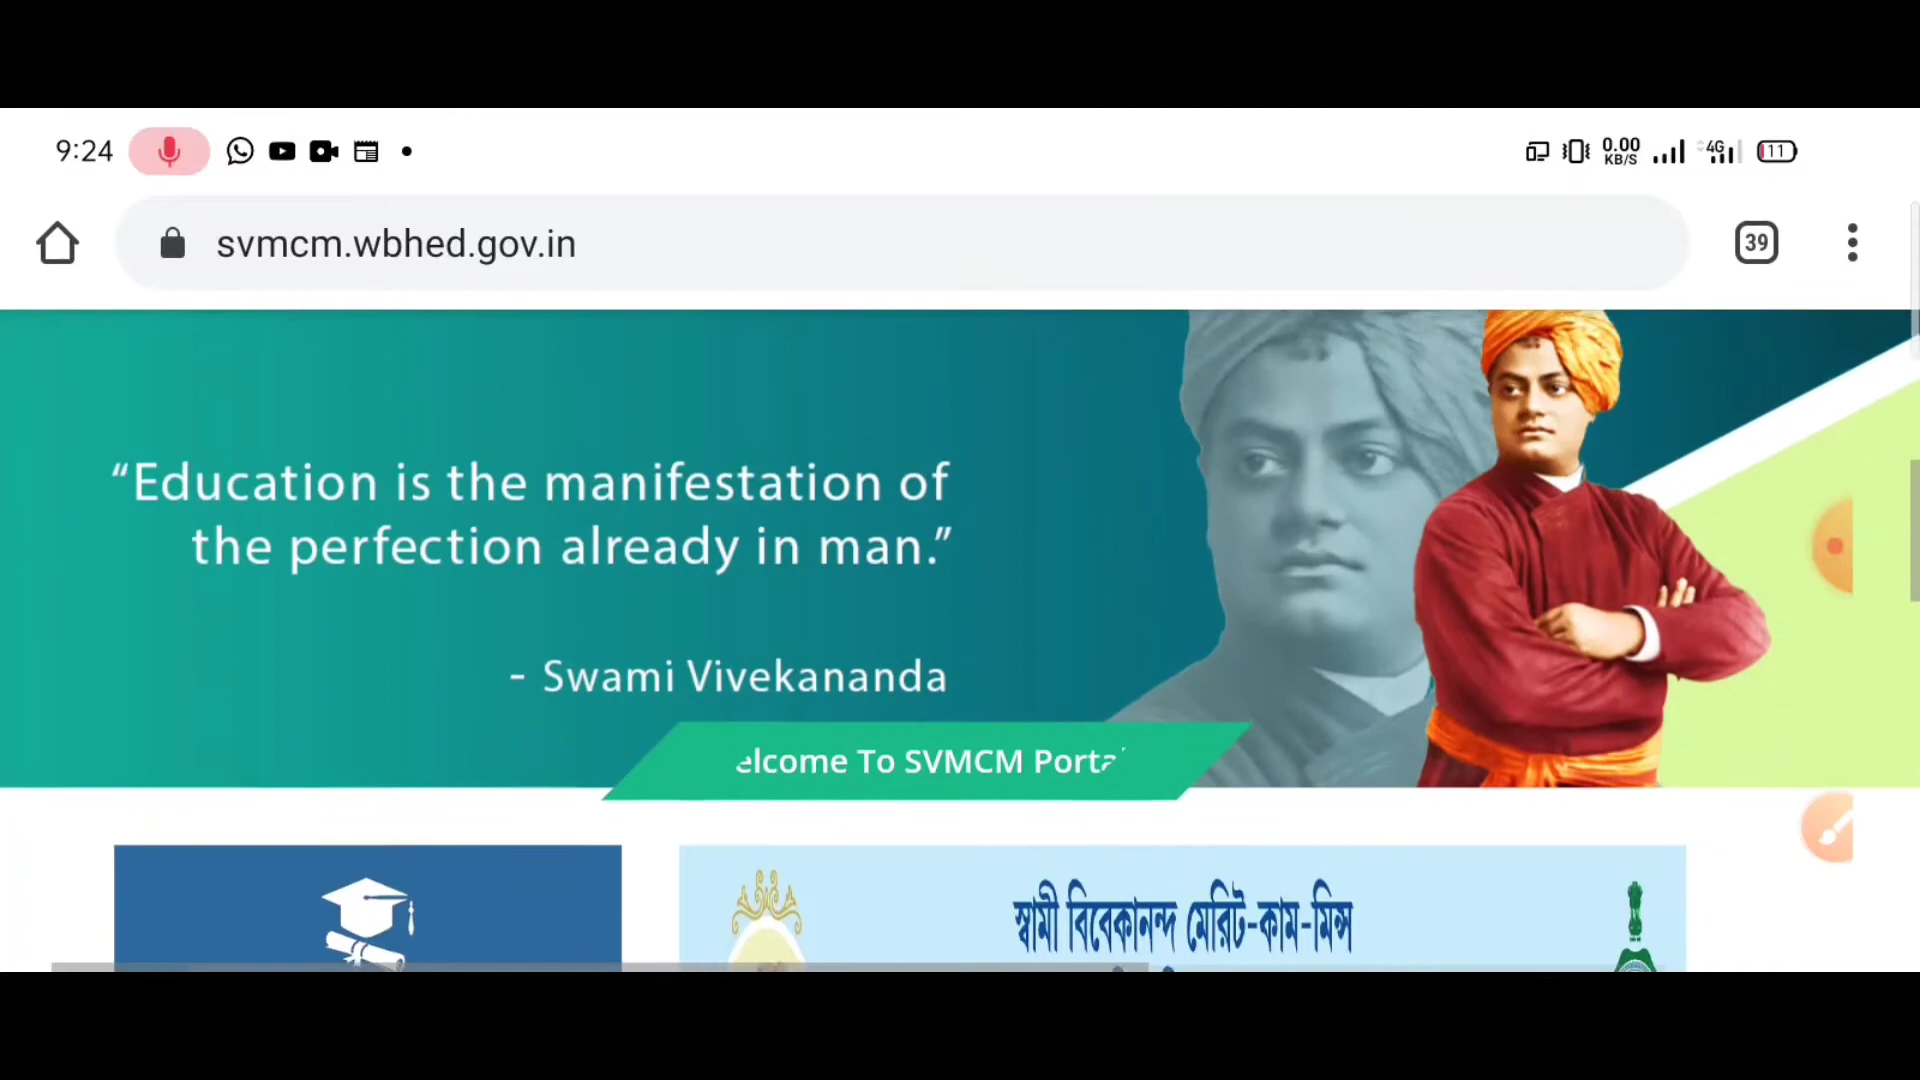 9:24
0.00
KB/S
4G
11
svmcm.wbhed.gov.in
39
“Education is the manifestation of
the perfection already in man.”
- Swami Vivekananda
elcome To SVMCM Porta
স্বামী বিবেকানন্দ মেরিট-কাম-মিন্স